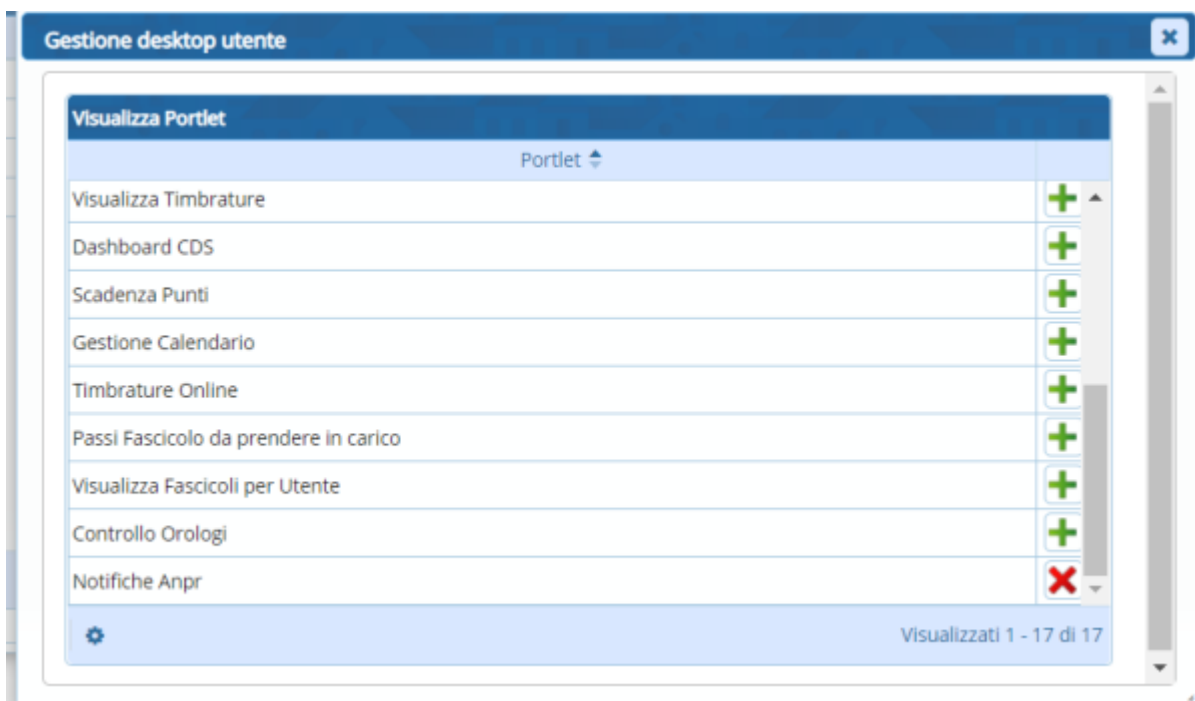 Gestione desktop utente
Visualizza Portlet
Portlet
Visualizza Timbrature
Dashboard CDS
Scadenza Punti
Gestione Calendario
Timbrature Online
Passi Fascicolo da prendere in carico
Visualizza Fascicoli per Utente
Controllo Orologi
Notifiche Anpr
Visualizzati 1 - 17 di 17